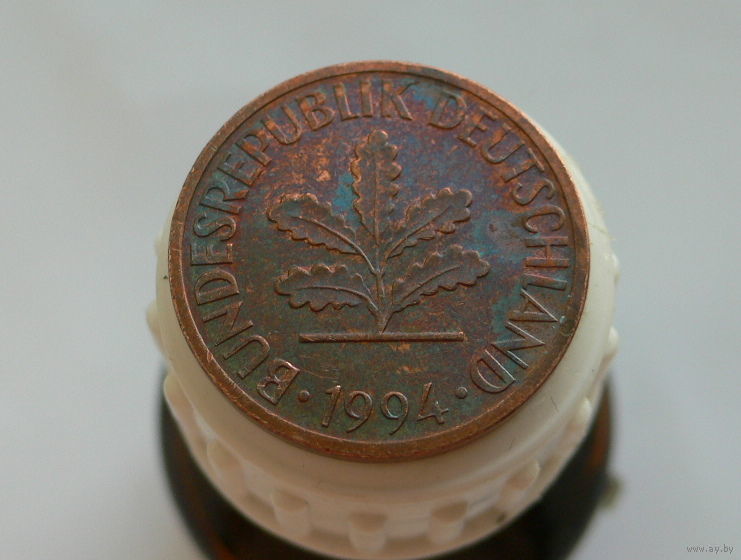 BUNDESREPUBLIK DEUTSCHLAND
· 1994 ·
www.ay.by